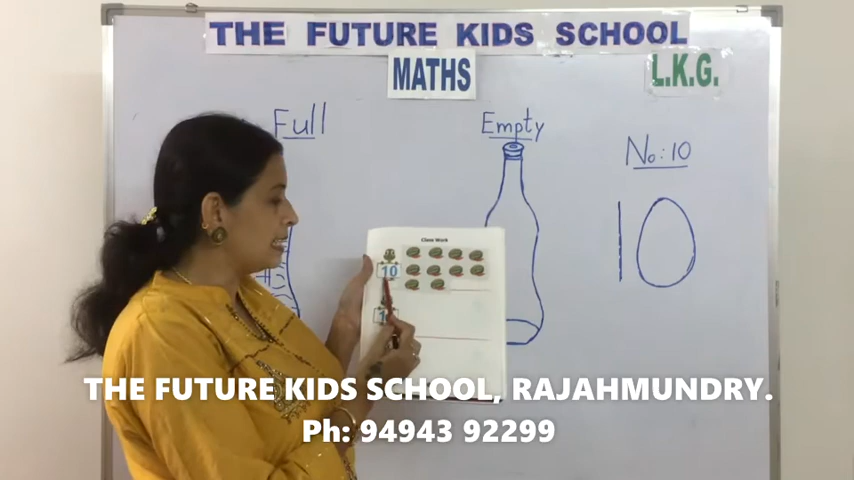 THE FUTURE KIDS SCHOOL
MATHS
L.K.G.
Full
Empty
No: 10
10
Class Work
10
THE FUTURE KIDS SCHOOL, RAJAHMUNDRY.
Ph: 94943 92299